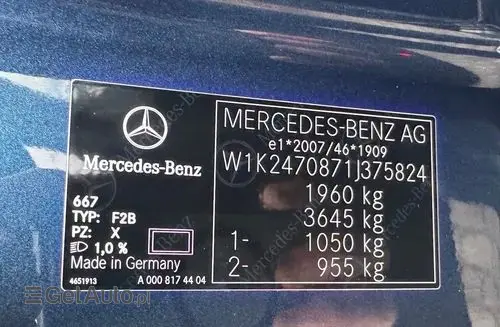 Mercedes-Benz
667
TYP: F2B
PZ: X
1,0 %
Made in Germany
4651913
A 000 817 44 04
MERCEDES-BENZ AG
e1*2007/46*1909
W1K2470871J375824
1960 kg
3645 kg
1- 1050 kg
2- 955 kg
GetAuto.pl